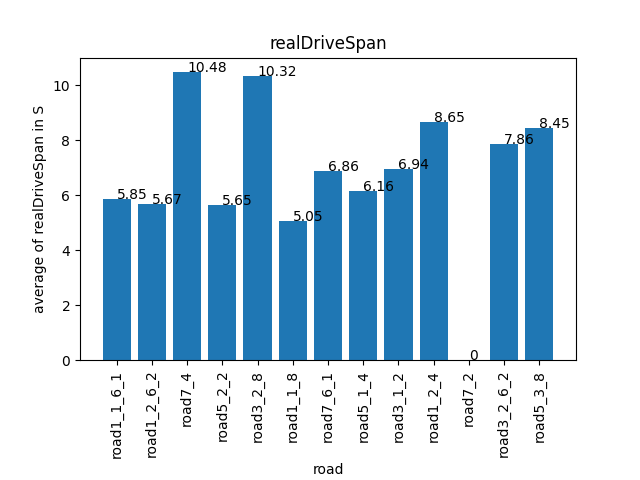 realDriveSpan
average of realDriveSpan in S
10
8
6
4
2
0
5.85
5.67
10.48
5.65
10.32
5.05
6.86
6.16
6.94
8.65
0
7.86
8.45
road1_1_6_1
road1_2_6_2
road7_4
road5_2_2
road3_2_8
road1_1_8
road7_6_1
road5_1_4
road3_1_2
road1_2_4
road7_2
road3_2_6_2
road5_3_8
road